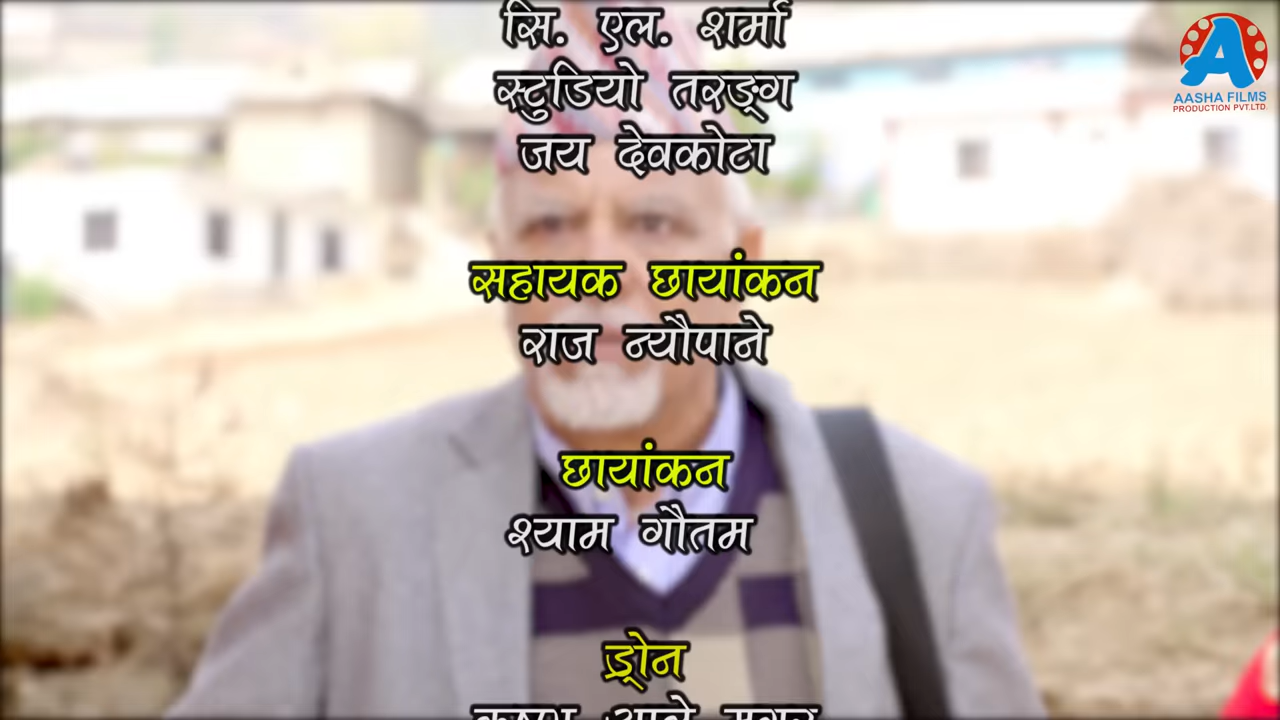 सि. एल. शर्मा
स्टुडियो तरङ्ग
जय देवकोटा
सहायक छायांकन
राज न्यौपाने
छायांकन
श्याम गौतम
ड्रोन
AASHA FILMS
PRODUCTION PVT.LTD.